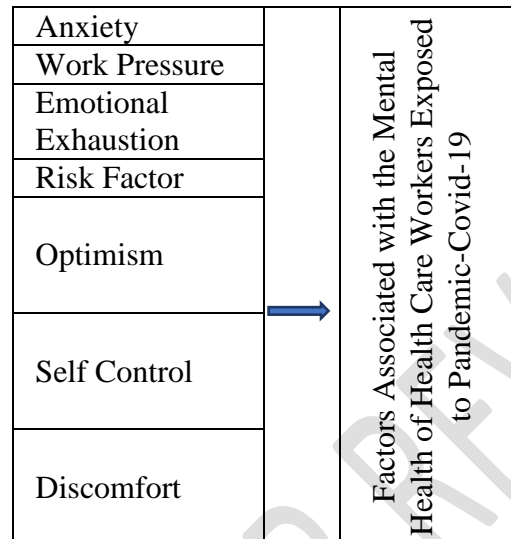 Anxiety
Work Pressure
Emotional
Exhaustion
Risk Factor
Optimism
Self Control
Discomfort
Factors Associated with the Mental
Health of Health Care Workers Exposed
to Pandemic-Covid-19